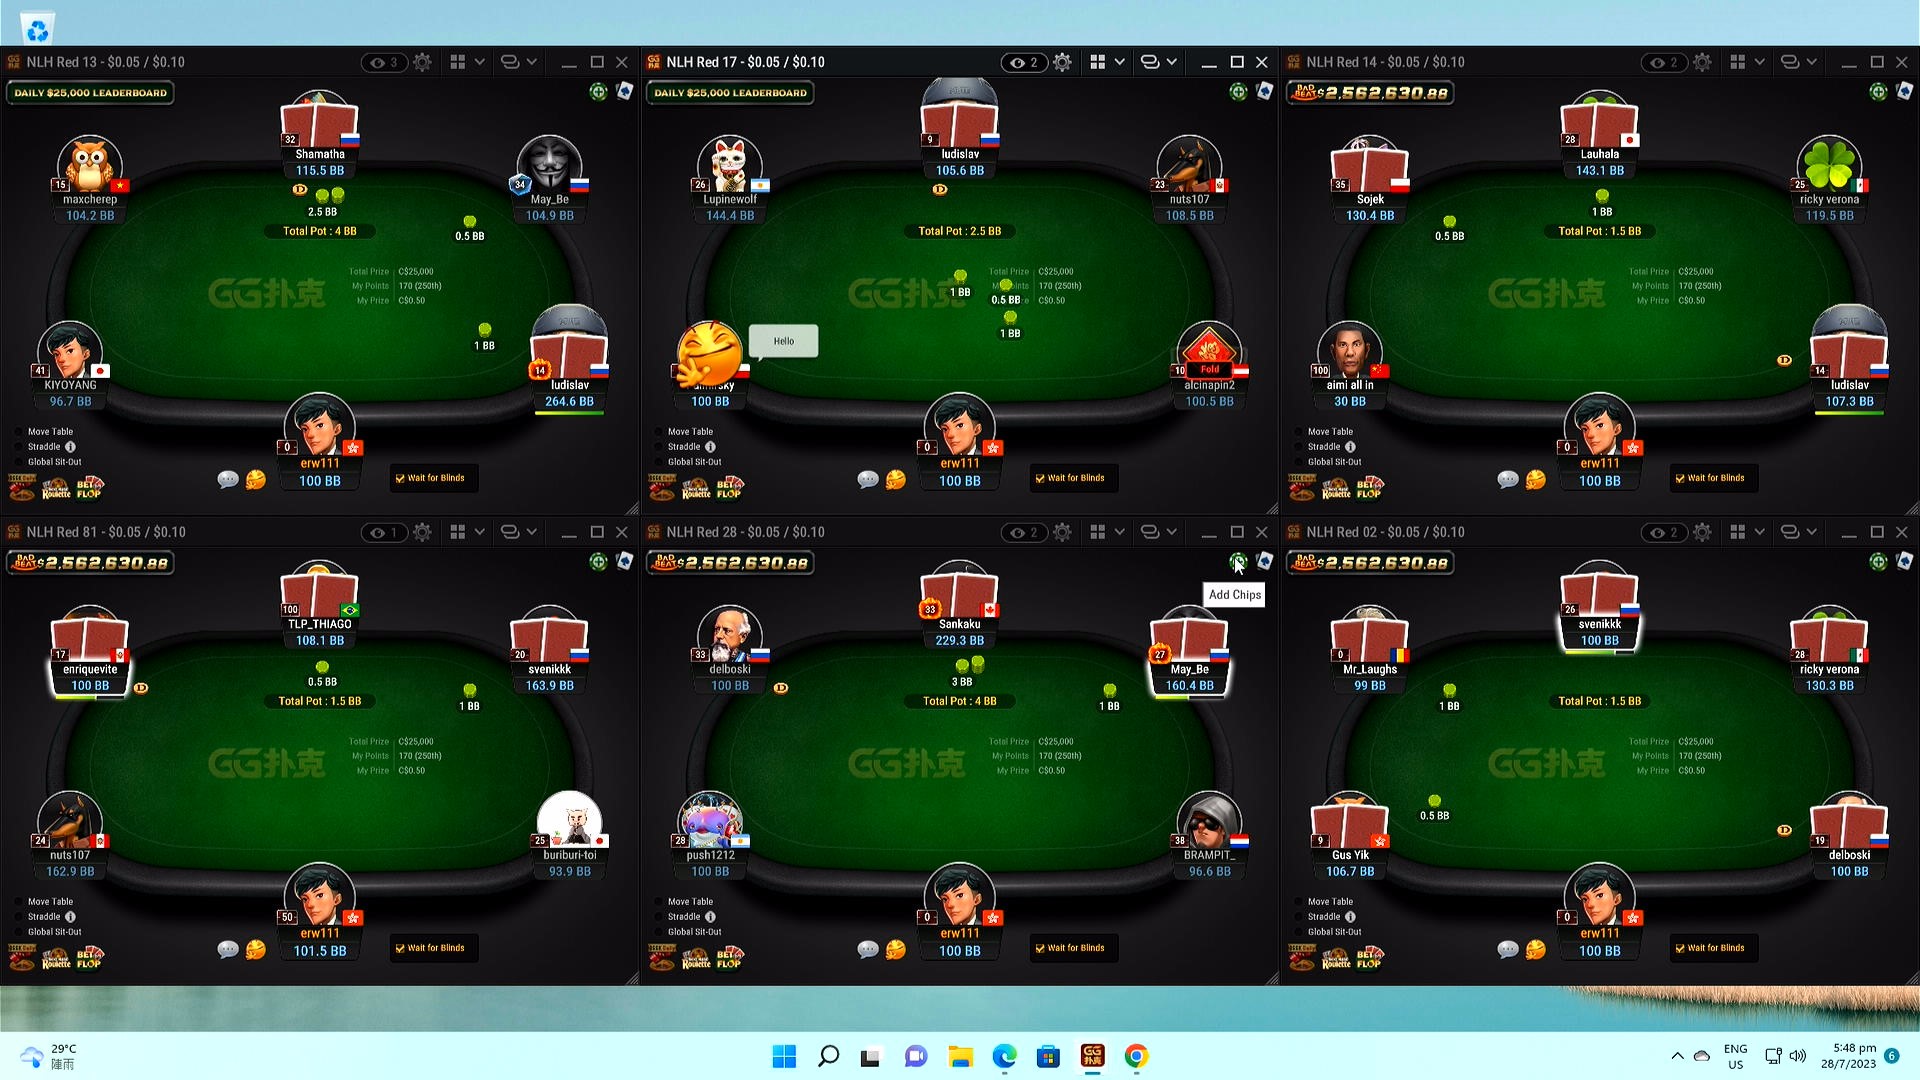 NLH Red 13 - $0.05 / $0.10
3
DAILY $25,000 LEADERBOARD
32
Shamatha
115.5 BB
15
maxcherep
104.2 BB
34
May_Be
104.9 BB
D
2.5 BB
0.5 BB
Total Pot : 4 BB
Total Prize C$25,000
My Points 170 (250th)
My Prize C$0.50
GG扑克
1 BB
41
KIYOYANG
96.7 BB
14
ludislav
264.6 BB
Move Table
Straddle
Global Sit-Out
0
erw111
100 BB
Wait for Blinds
Roulette
BET
FLOP
NLH Red 17 - $0.05 / $0.10
2
DAILY $25,000 LEADERBOARD
9
ludislav
105.6 BB
26
Lupinewolf
144.4 BB
23
nuts107
108.5 BB
D
Total Pot : 2.5 BB
Total Prize C$25,000
My Points 170 (250th)
C$0.50
GG扑克
1 BB
0.5 BB
1 BB
Hello
100 BB
10
Fold
alcinapin2
100.5 BB
Move Table
Straddle
Global Sit-Out
0
erw111
100 BB
Wait for Blinds
Roulette
BET
FLOP
NLH Red 14 - $0.05 / $0.10
2
BAD BEAT $2,562,630.88
28
Lauhala
143.1 BB
35
Sojek
130.4 BB
25
ricky verona
119.5 BB
1 BB
0.5 BB
Total Pot : 1.5 BB
Total Prize C$25,000
My Points 170 (250th)
My Prize C$0.50
GG扑克
100
aimi all in
30 BB
D
14
ludislav
107.3 BB
Move Table
Straddle
Global Sit-Out
0
erw111
100 BB
Wait for Blinds
Roulette
BET
FLOP
NLH Red 81 - $0.05 / $0.10
1
BAD BEAT $2,562,630.88
100
TLP_THIAGO
108.1 BB
17
enriquevite
100 BB
20
svenikkk
163.9 BB
D
0.5 BB
1 BB
Total Pot : 1.5 BB
Total Prize C$25,000
My Points 170 (250th)
My Prize C$0.50
GG扑克
24
nuts107
162.9 BB
25
buriburi-toi
93.9 BB
Move Table
Straddle
Global Sit-Out
50
erw111
101.5 BB
Wait for Blinds
Roulette
BET
FLOP
NLH Red 28 - $0.05 / $0.10
2
BAD BEAT $2,562,630.88
Add Chips
33
Sankaku
229.3 BB
33
delboski
100 BB
27
May_Be
160.4 BB
D
3 BB
1 BB
Total Pot : 4 BB
Total Prize C$25,000
My Points 170 (250th)
My Prize C$0.50
GG扑克
28
push1212
100 BB
38
BRAMPIT_
96.6 BB
Move Table
Straddle
Global Sit-Out
0
erw111
100 BB
Wait for Blinds
Roulette
BET
FLOP
NLH Red 02 - $0.05 / $0.10
2
BAD BEAT $2,562,630.88
26
svenikkk
100 BB
0
Mr_Laughs
99 BB
28
ricky verona
130.3 BB
1 BB
Total Pot : 1.5 BB
Total Prize C$25,000
My Points 170 (250th)
My Prize C$0.50
GG扑克
0.5 BB
9
Gus Yik
106.7 BB
D
19
delboski
100 BB
Move Table
Straddle
Global Sit-Out
0
erw111
100 BB
Wait for Blinds
Roulette
BET
FLOP
29°C
陣雨
GG
扑克
ENG
US
5:48 pm
28/7/2023
6